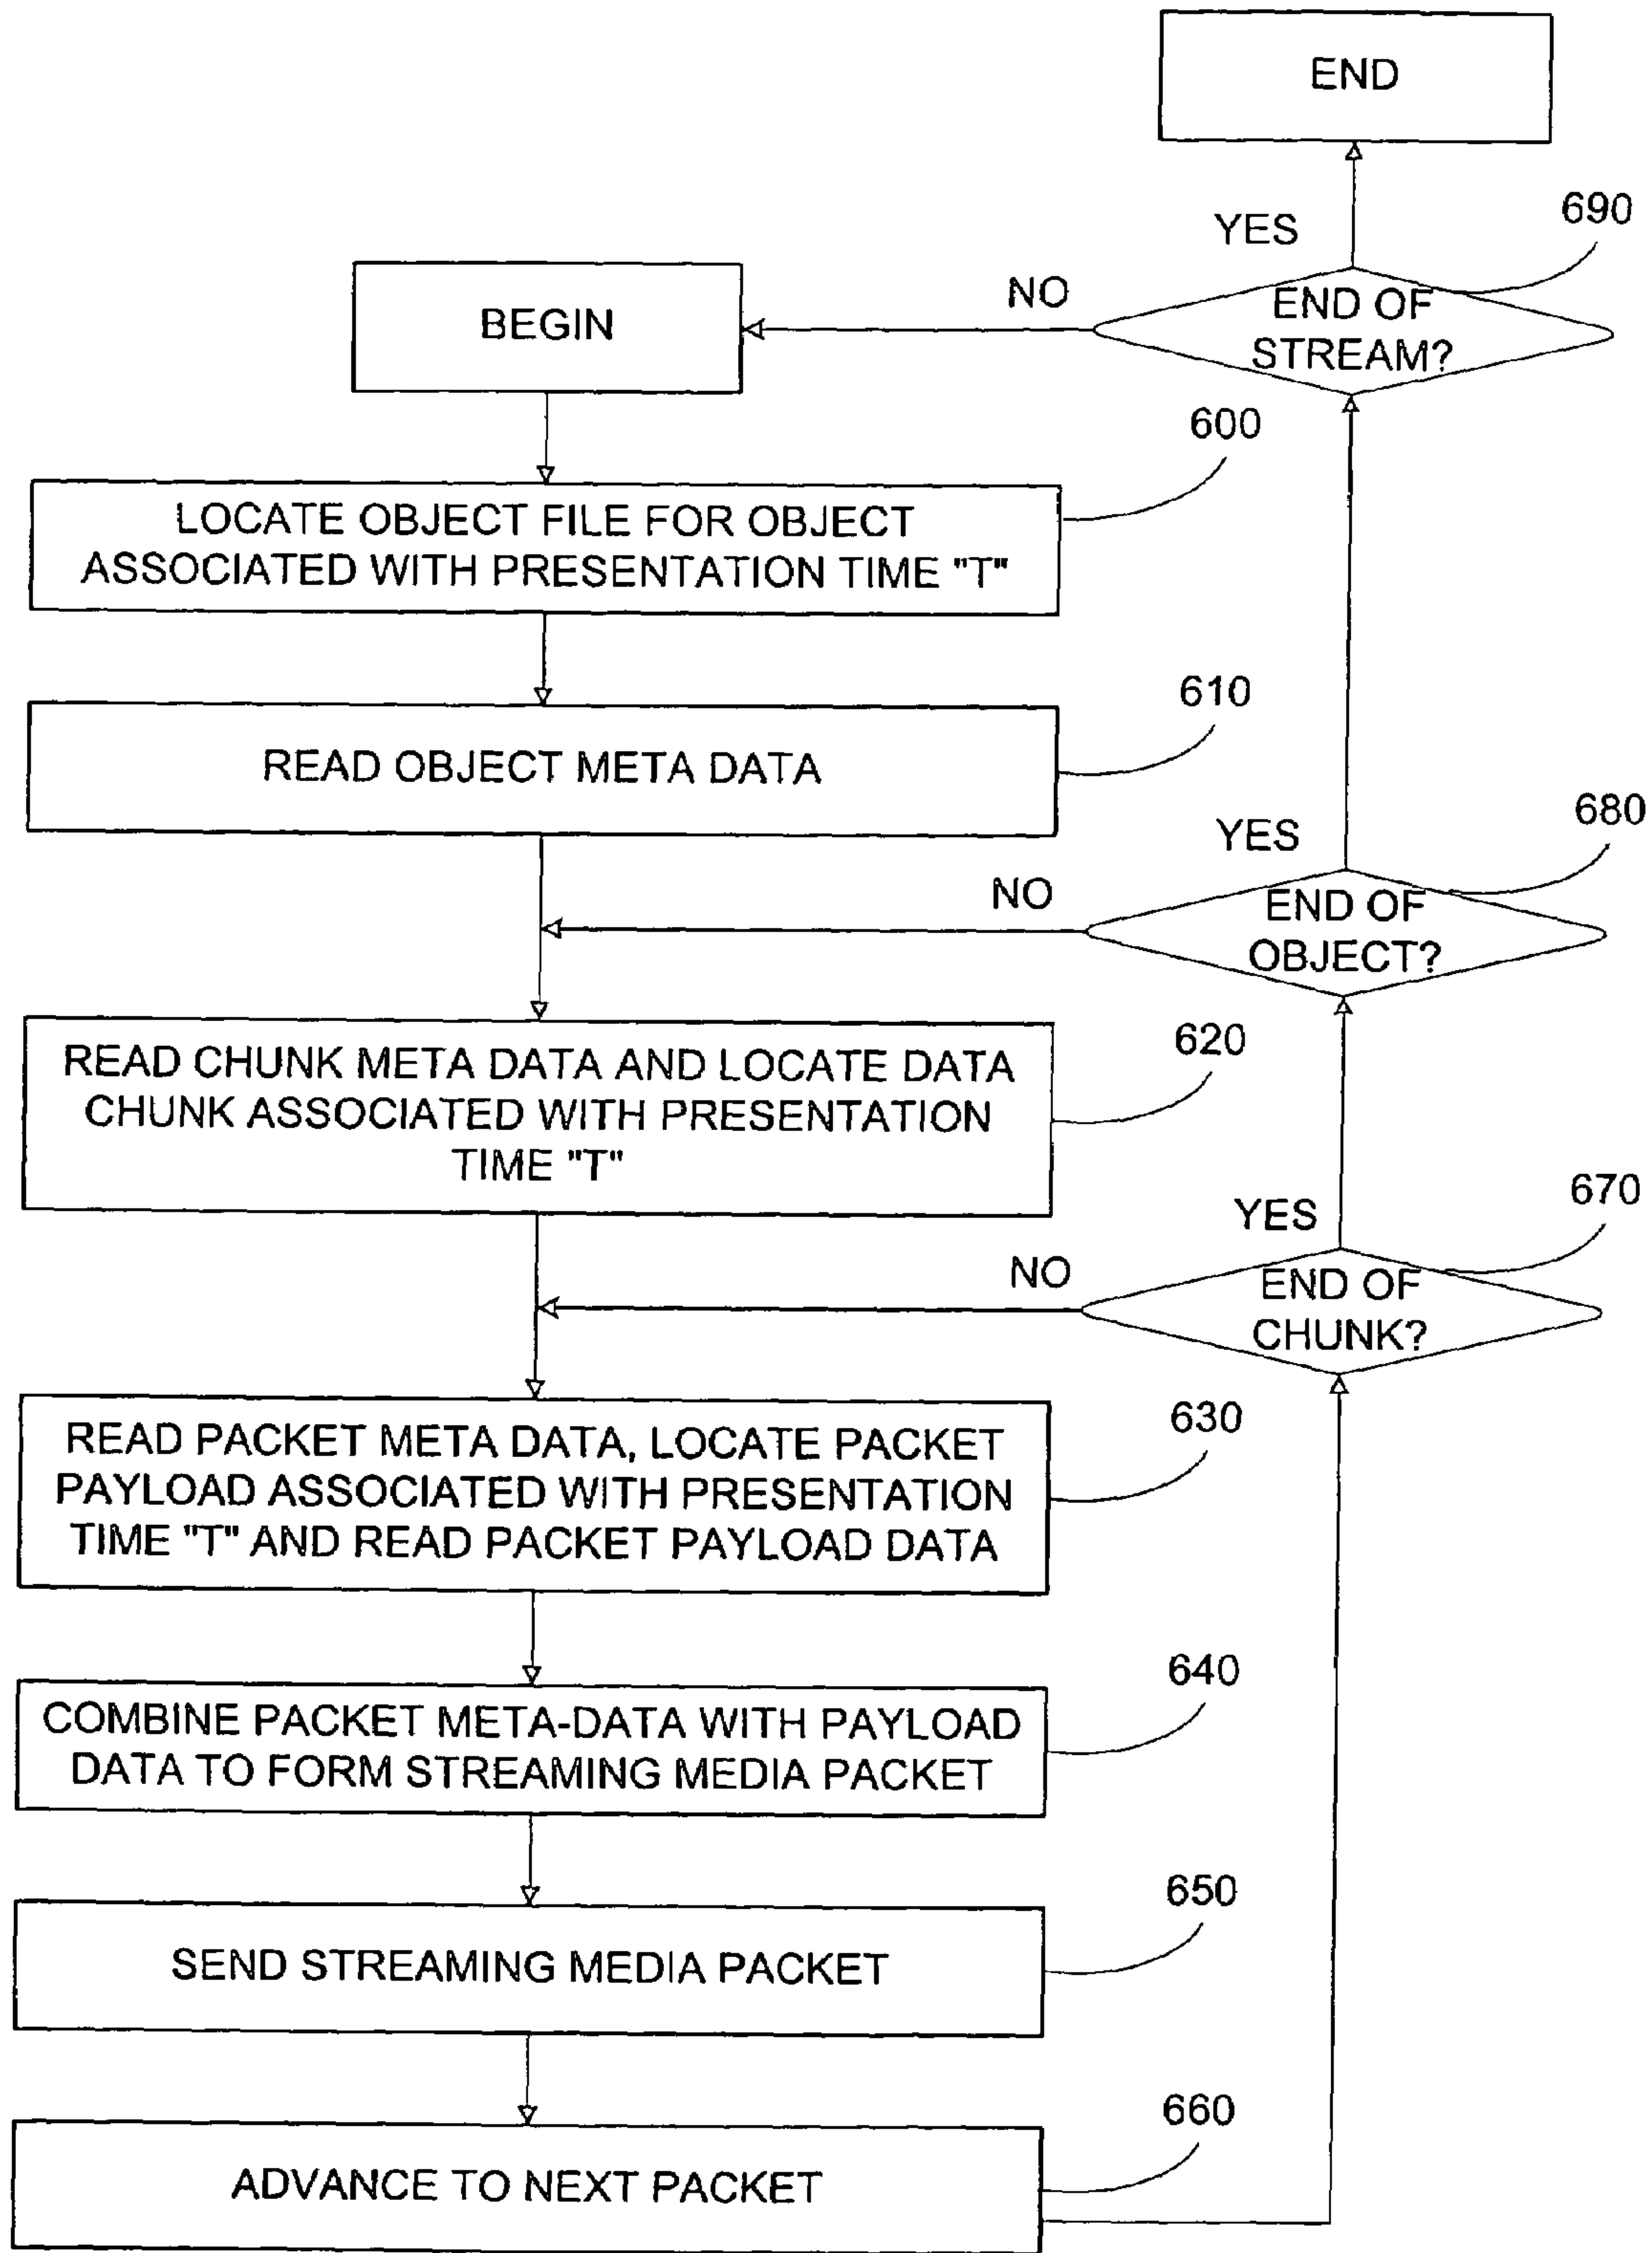 END
YES
690
NO
END OF
STREAM?
BEGIN
600
LOCATE OBJECT FILE FOR OBJECT
ASSOCIATED WITH PRESENTATION TIME "T"
610
READ OBJECT META DATA
680
YES
NO
END OF
OBJECT?
620
READ CHUNK META DATA AND LOCATE DATA
CHUNK ASSOCIATED WITH PRESENTATION
TIME "T"
670
YES
NO
END OF
CHUNK?
630
READ PACKET META DATA, LOCATE PACKET
PAYLOAD ASSOCIATED WITH PRESENTATION
TIME "T" AND READ PACKET PAYLOAD DATA
640
COMBINE PACKET META-DATA WITH PAYLOAD
DATA TO FORM STREAMING MEDIA PACKET
650
SEND STREAMING MEDIA PACKET
660
ADVANCE TO NEXT PACKET